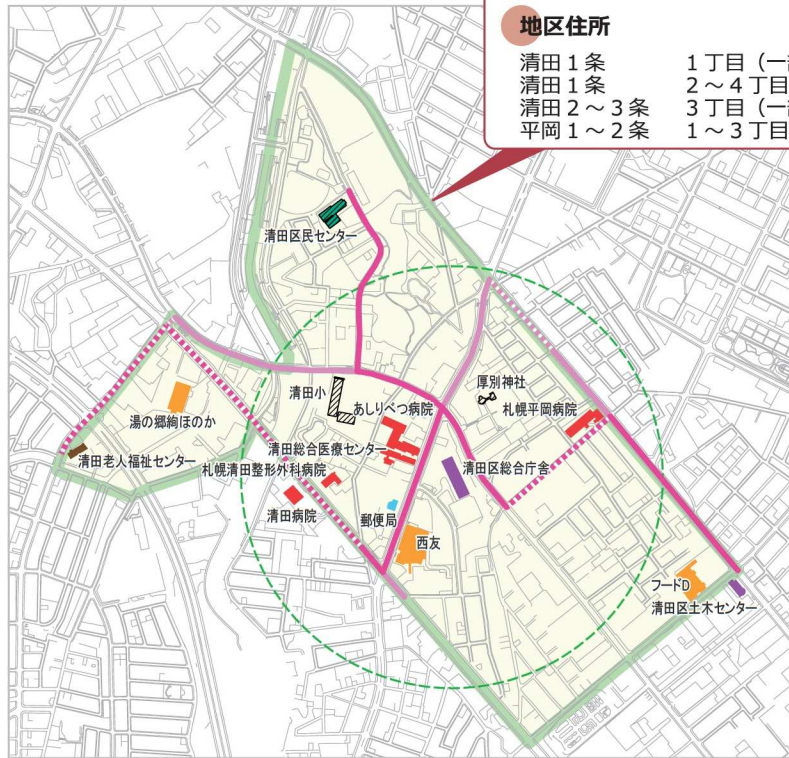 地区住所
清田1条 1丁目（一部
清田1条 2～4丁目
清田2～3条 3丁目（一部
平岡1～2条 1～3丁目
清田区民センター
清田小
厚別神社
あしりべつ病院
札幌平岡病院
湯の郷絢ほのか
清田総合医療センター
清田区総合庁舎
清田老人福祉センター
札幌清田整形外科病院
清田病院
郵便局
西友
フードD
清田区土木センター